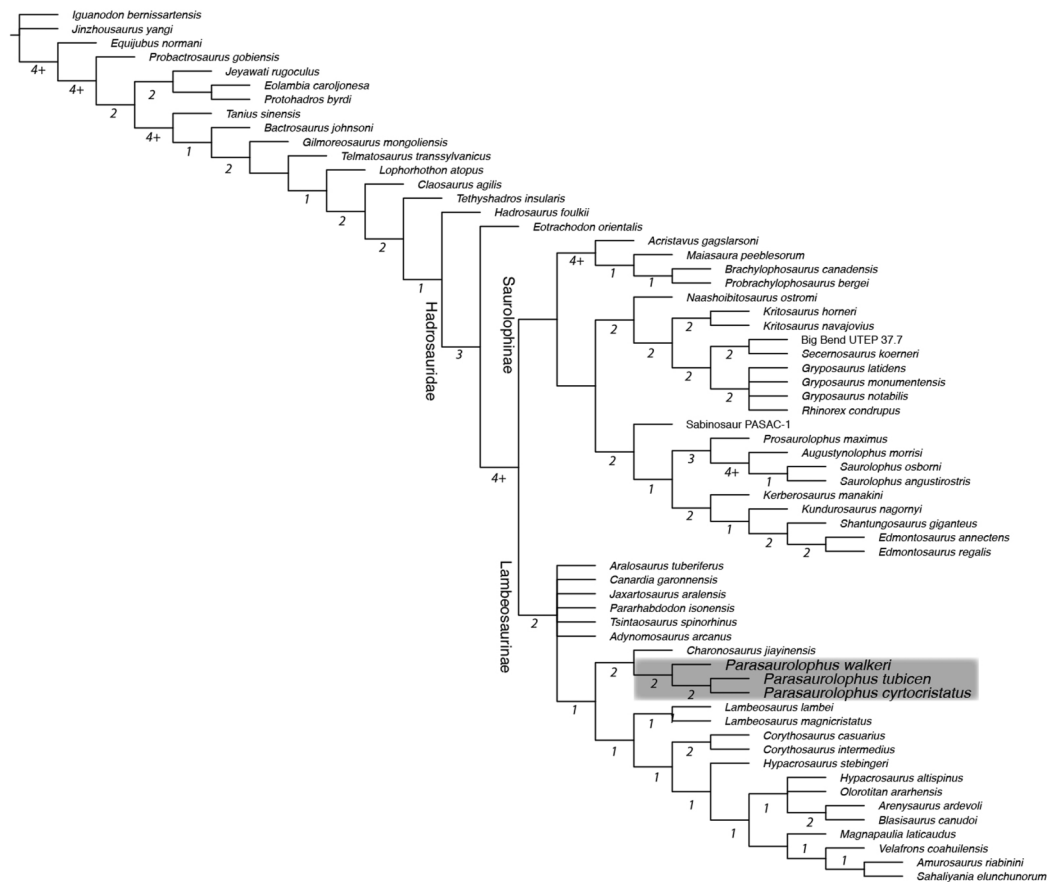 Iguanodon bernissartensis
Jinzhousaurus yangi
Equijubus normani
4+
Probactrosaurus gobiensis
4+
Jeyawati rugoculus
2
Eolambia caroljonesa
Protohadros byrdi
2
Tanius sinensis
4+
Bactrosaurus johnsoni
1
Gilmoreosaurus mongoliensis
2
Telmatosaurus transsylvanicus
Lophorhothon atopus
1
Claosaurus agilis
2
Tethyshadros insularis
2
Hadrosaurus foulkii
1
Eotrachodon orientalis
Hadrosauridae
3
Saurolophinae
Acristavus gagslarsoni
4+
Maiasaura peeblesorum
1
Brachylophosaurus canadensis
1
Probrachylophosaurus bergei
Naashoibitosaurus ostromi
2
Kritosaurus horneri
2
Kritosaurus navajovius
2
Big Bend UTEP 37.7
2
Secernosaurus koerneri
2
Gryposaurus latidens
Gryposaurus monumentensis
2
Gryposaurus notabilis
Rhinorex condrupus
Sabinosaur PASAC-1
2
Prosaurolophus maximus
3
Augustynolophus morrisi
4+
Saurolophus osborni
1
Saurolophus angustirostris
1
Kerberosaurus manakini
2
Kundurosaurus nagornyi
1
Shantungosaurus giganteus
2
Edmontosaurus annectens
2
Edmontosaurus regalis
4+
Lambeosaurinae
Aralosaurus tuberiferus
Canardia garonnensis
Jaxartosaurus aralensis
Pararhabdodon isonensis
2
Tsintaosaurus spinorhinus
Adynomosaurus arcanus
Charonosaurus jiayinensis
2
Parasaurolophus walkeri
2
Parasaurolophus tubicen
2
Parasaurolophus cyrtocristatus
1
Lambeosaurus lambei
1
Lambeosaurus magnicristatus
1
Corythosaurus casuarius
2
Corythosaurus intermedius
1
Hypacrosaurus stebingeri
1
Hypacrosaurus altispinus
1
Olorotitan ararhensis
Arenysaurus ardevoli
2
Blasisaurus canudoi
1
Magnapaulia laticaudus
1
Velafrons coahuilensis
1
Amurosaurus riabinini
Sahaliyania elunchunorum